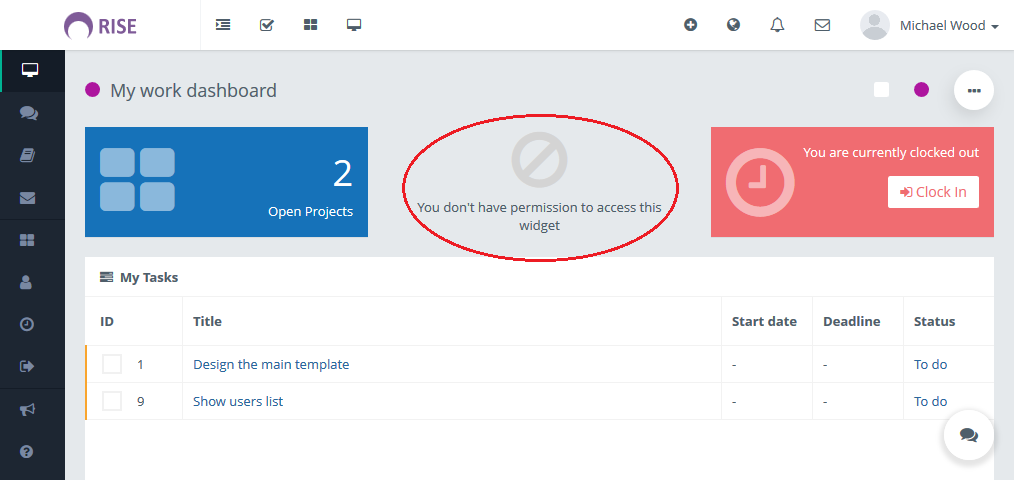 RISE
Michael Wood
My work dashboard
2
Open Projects
You don't have permission to access this
widget
You are currently clocked out
Clock In
My Tasks
ID Title Start date Deadline Status
1 Design the main template - - To do
9 Show users list - - To do